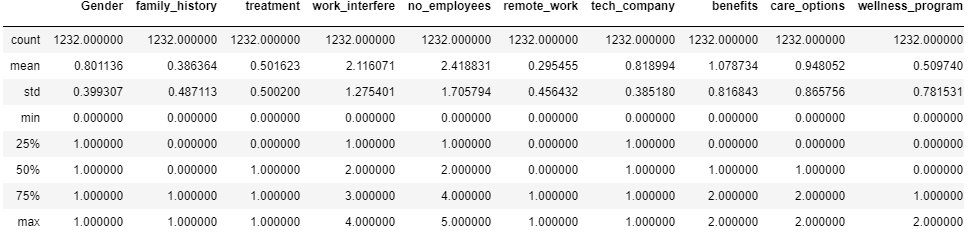 Gender family_history treatment work_interfere no_employees remote_work tech_company benefits care_options wellness_program
count 1232.000000 1232.000000 1232.000000 1232.000000 1232.000000 1232.000000 1232.000000 1232.000000 1232.000000 1232.000000
mean 0.801136 0.386364 0.501623 2.116071 2.418831 0.295455 0.818994 1.078734 0.948052 0.509740
std 0.399307 0.487113 0.500200 1.275401 1.705794 0.456432 0.385180 0.816843 0.865756 0.781531
min 0.000000 0.000000 0.000000 0.000000 0.000000 0.000000 0.000000 0.000000 0.000000 0.000000
25% 1.000000 0.000000 0.000000 1.000000 1.000000 0.000000 1.000000 0.000000 0.000000 0.000000
50% 1.000000 0.000000 1.000000 2.000000 2.000000 0.000000 1.000000 1.000000 1.000000 0.000000
75% 1.000000 1.000000 1.000000 3.000000 4.000000 1.000000 1.000000 2.000000 2.000000 1.000000
max 1.000000 1.000000 1.000000 4.000000 5.000000 1.000000 1.000000 2.000000 2.000000 2.000000